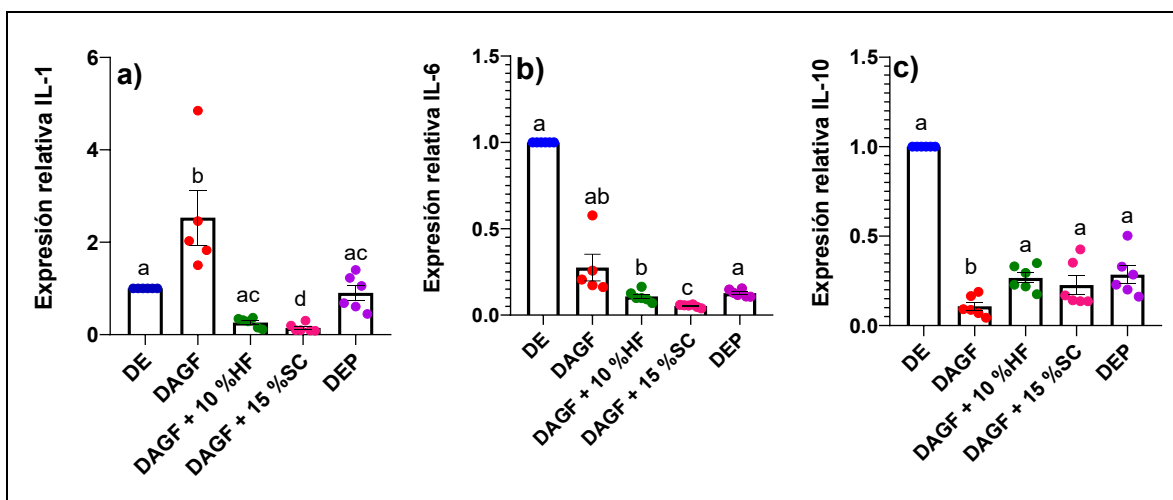 a)
Expresión relativa IL-1
6
4
2
0
a
b
ac
d
ac
DE
DAGF
DAGF + 10 %HF
DAGF + 15 %SC
DEP
b)
Expresión relativa IL-6
1.5
1.0
0.5
0.0
a
ab
b
c
a
DE
DAGF
DAGF + 10 %HF
DAGF + 15 %SC
DEP
c)
Expresión relativa IL-10
1.5
1.0
0.5
0.0
a
b
a
a
a
DE
DAGF
DAGF + 10 %HF
DAGF + 15 %SC
DEP